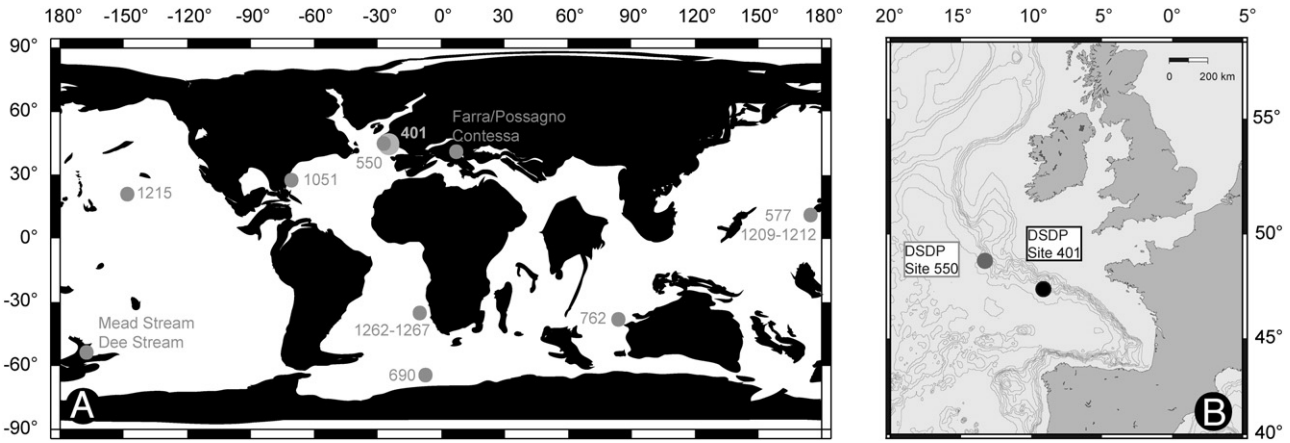 -180° -150° -120° -90° -60° -30° 0° 30° 60° 90° 120° 150° 180°
90°
60°
30°
0°
-30°
-60°
-90°
Farra/Possagno
Contessa
401
550
1051
1215
577
1209-1212
Mead Stream
Dee Stream
1262-1267
762
690
A
20° 15° 10° 5° 0° 5°
0 200 km
55°
50°
45°
40°
DSDP
Site 550
DSDP
Site 401
B